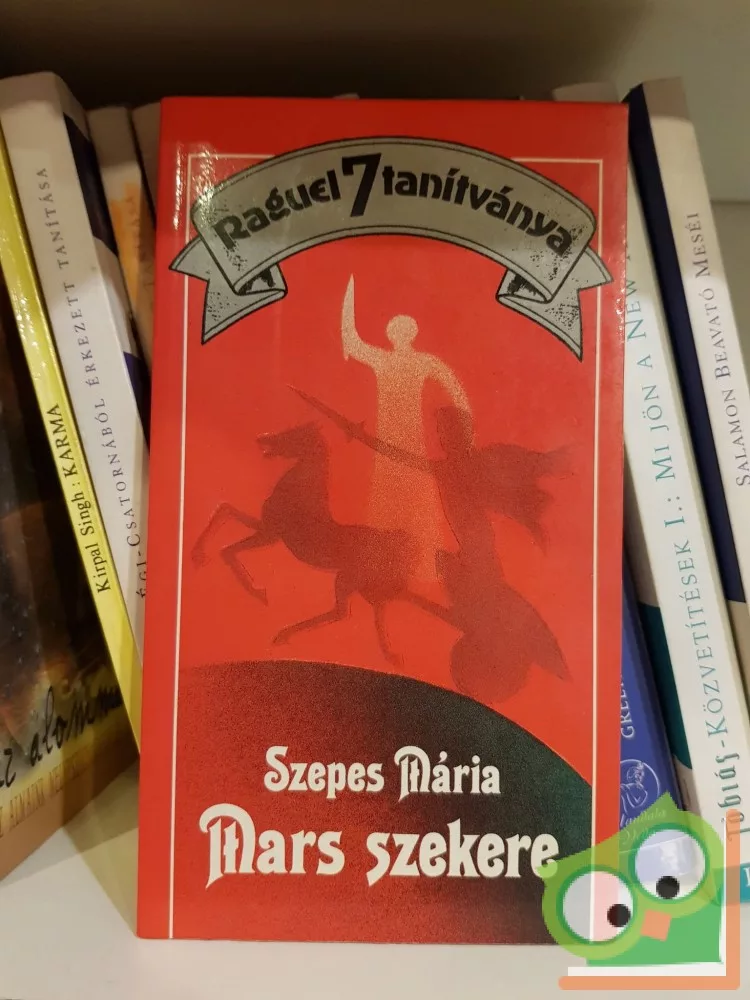 Raguel 7 tanítványa
Szepes Mária
Mars szekere
Kirpal Singh: KARMA
ÉGI-CSATORNÁBÓL ÉRKEZETT TANÍTÁSA
TÓBIÁS-KÖZVETÍTÉSEK I.: MI JÖN A NEW
SALAMON BEAVATÓ MESÉI